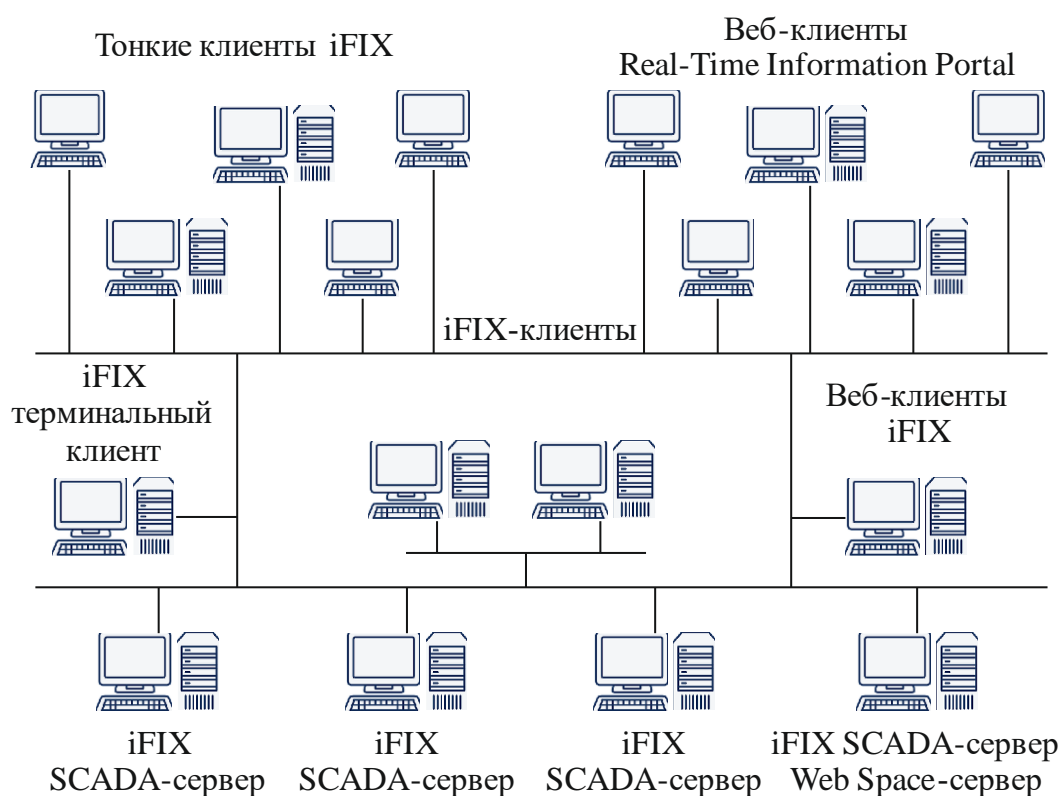 Тонкие клиенты iFIX
Веб-клиенты
Real-Time Information Portal
iFIX-клиенты
iFIX
терминальный
клиент
Веб-клиенты
iFIX
iFIX
SCADA-сервер
iFIX
SCADA-сервер
iFIX
SCADA-сервер
iFIX SCADA-сервер
Web Space-сервер